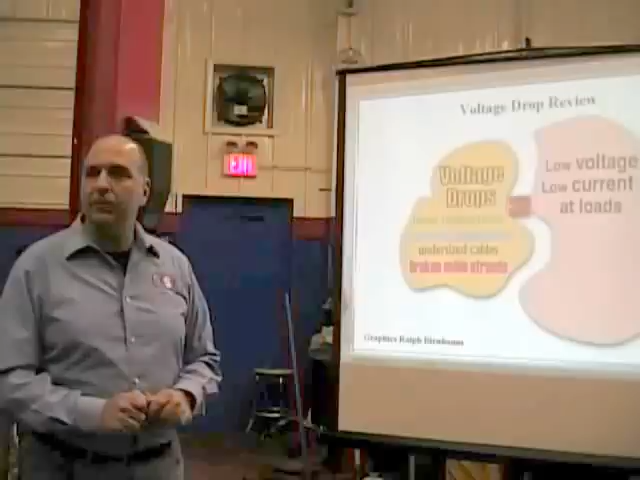 EXIT
Voltage Drop Review
Voltage
Drops
undersized cables
Broken cable strands
Low voltage
Low current
at loads
Graphics Ralph Birnbaum